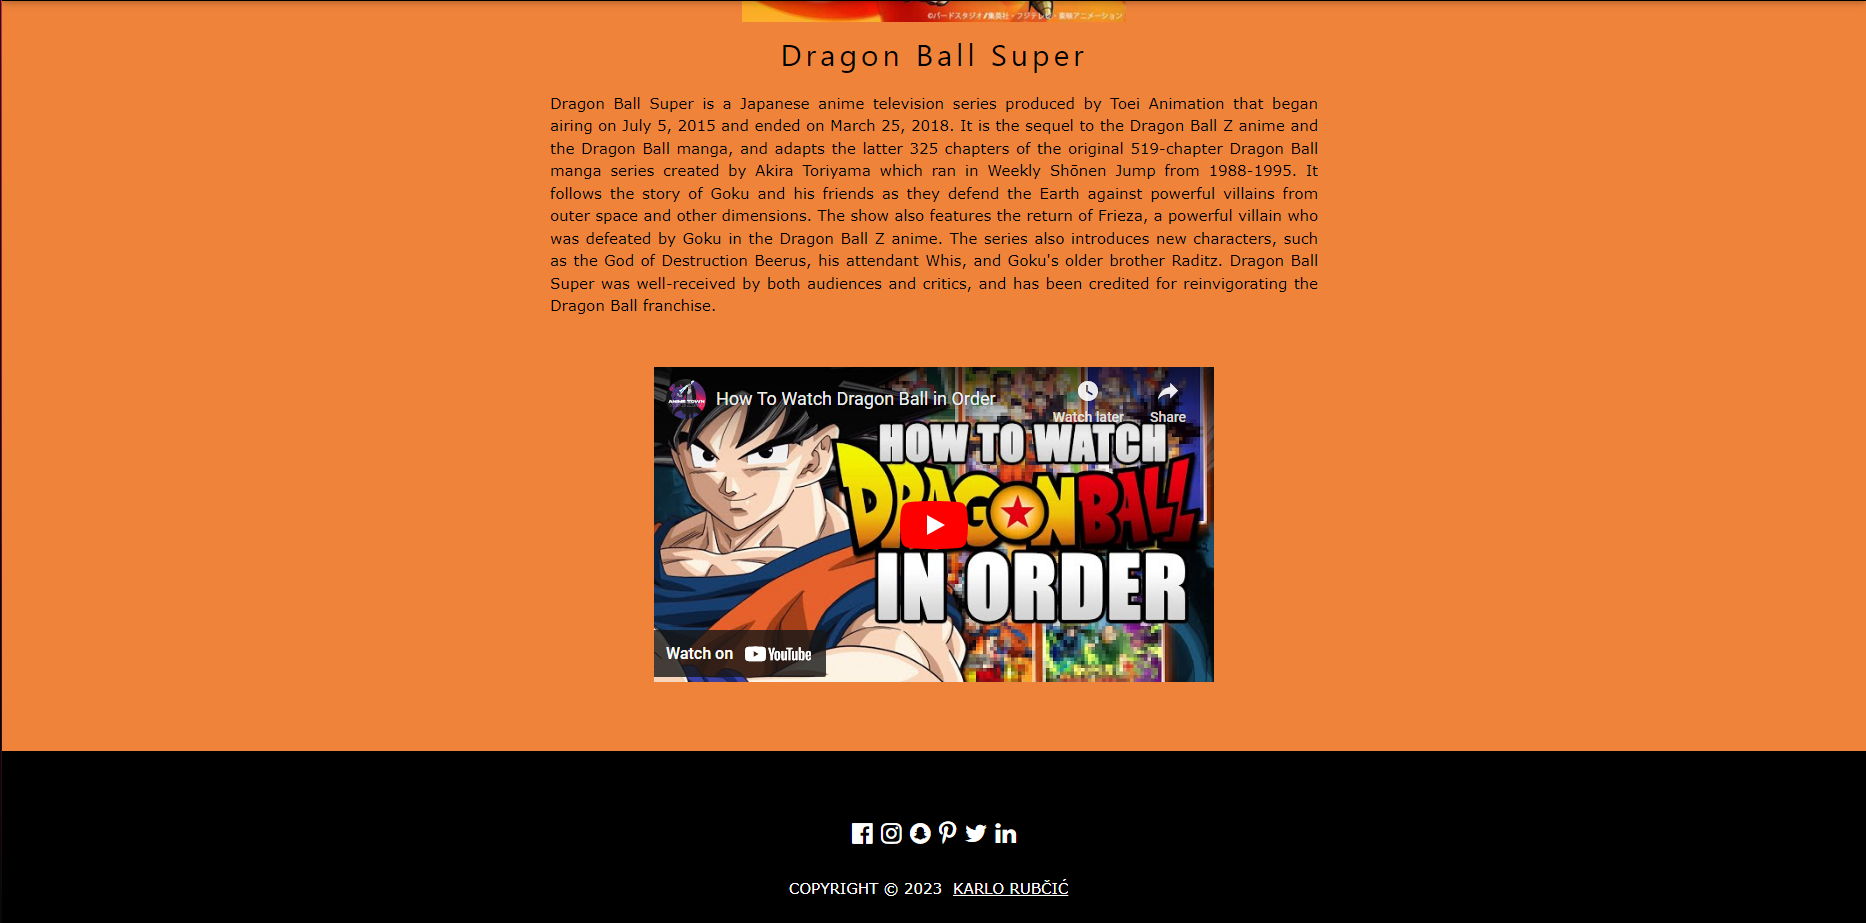 ©バードスタジオ/集英社・フジテレビ・東映アニメーション
Dragon Ball Super
Dragon Ball Super is a Japanese anime television series produced by Toei Animation that began
airing on July 5, 2015 and ended on March 25, 2018. It is the sequel to the Dragon Ball Z anime and
the Dragon Ball manga, and adapts the latter 325 chapters of the original 519-chapter Dragon Ball
manga series created by Akira Toriyama which ran in Weekly Shōnen Jump from 1988-1995. It
follows the story of Goku and his friends as they defend the Earth against powerful villains from
outer space and other dimensions. The show also features the return of Frieza, a powerful villain who
was defeated by Goku in the Dragon Ball Z anime. The series also introduces new characters, such
as the God of Destruction Beerus, his attendant Whis, and Goku's older brother Raditz. Dragon Ball
Super was well-received by both audiences and critics, and has been credited for reinvigorating the
Dragon Ball franchise.
ANIME TOWN
How To Watch Dragon Ball in Order
Watch later
Share
HOW TO WATCH
DRAGON BALL
IN ORDER
Watch on YouTube
COPYRIGHT © 2023 KARLO RUBČIĆ